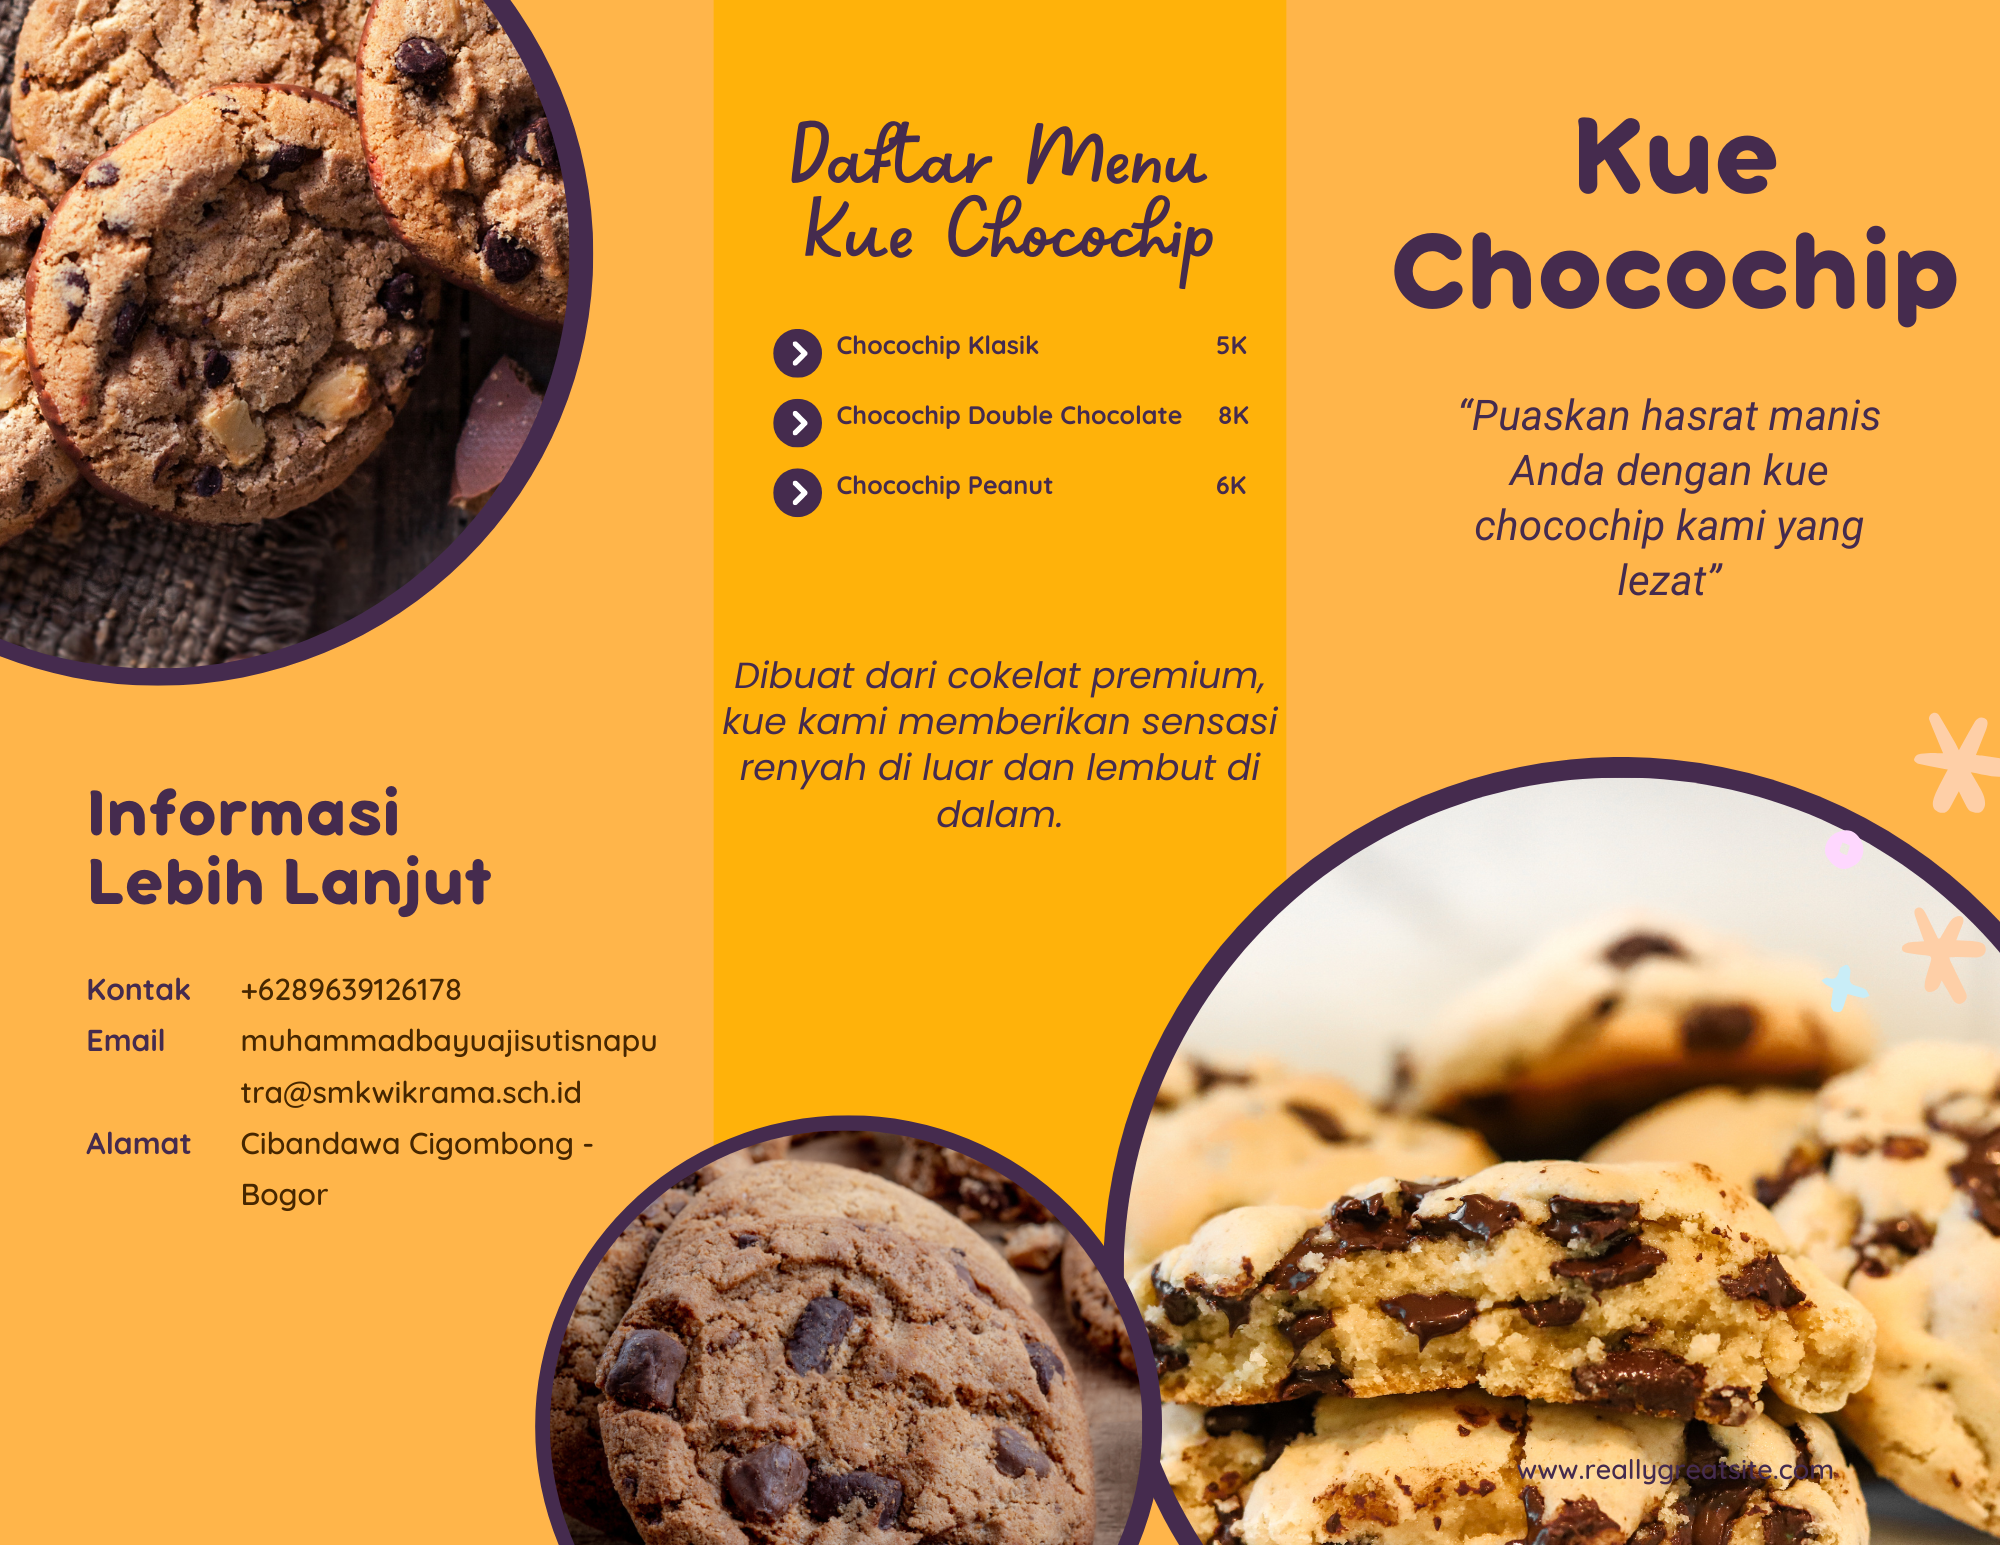 Informasi
Lebih Lanjut
Kontak +6289639126178
Email muhammadbayuajisutisnapu
tra@smkwikrama.sch.id
Alamat Cibandawa Cigombong -
Bogor
Daftar Menu
Kue Chocochip
Chocochip Klasik 5K
Chocochip Double Chocolate 8K
Chocochip Peanut 6K
Dibuat dari cokelat premium,
kue kami memberikan sensasi
renyah di luar dan lembut di
dalam.
Kue
Chocochip
“Puaskan hasrat manis
Anda dengan kue
chocochip kami yang
lezat”
www.reallygreatsite.com